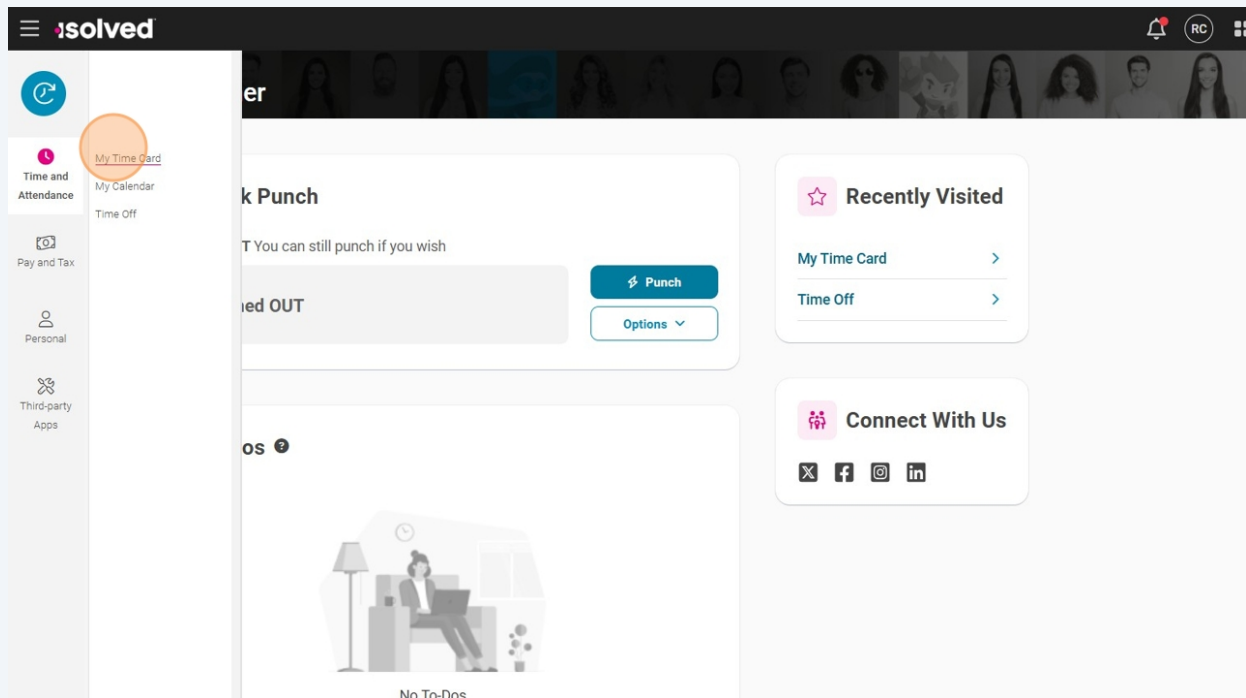 isolved
RC
er
Time and
Attendance
My Time Card
My Calendar
Time Off
Pay and Tax
Personal
Third-party
Apps
k Punch
T You can still punch if you wish
ned OUT
Punch
Options
os ?
No To-Dos
Recently Visited
My Time Card
Time Off
Connect With Us